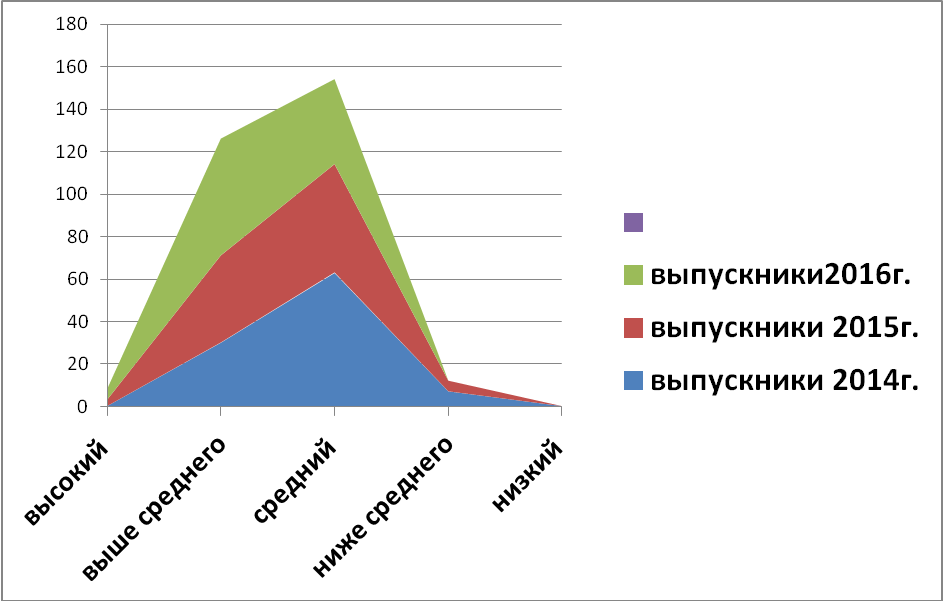 180
160
140
120
100
80
60
40
20
0
высокий
выше среднего
средний
ниже среднего
низкий
выпускники2016г.
выпускники 2015г.
выпускники 2014г.